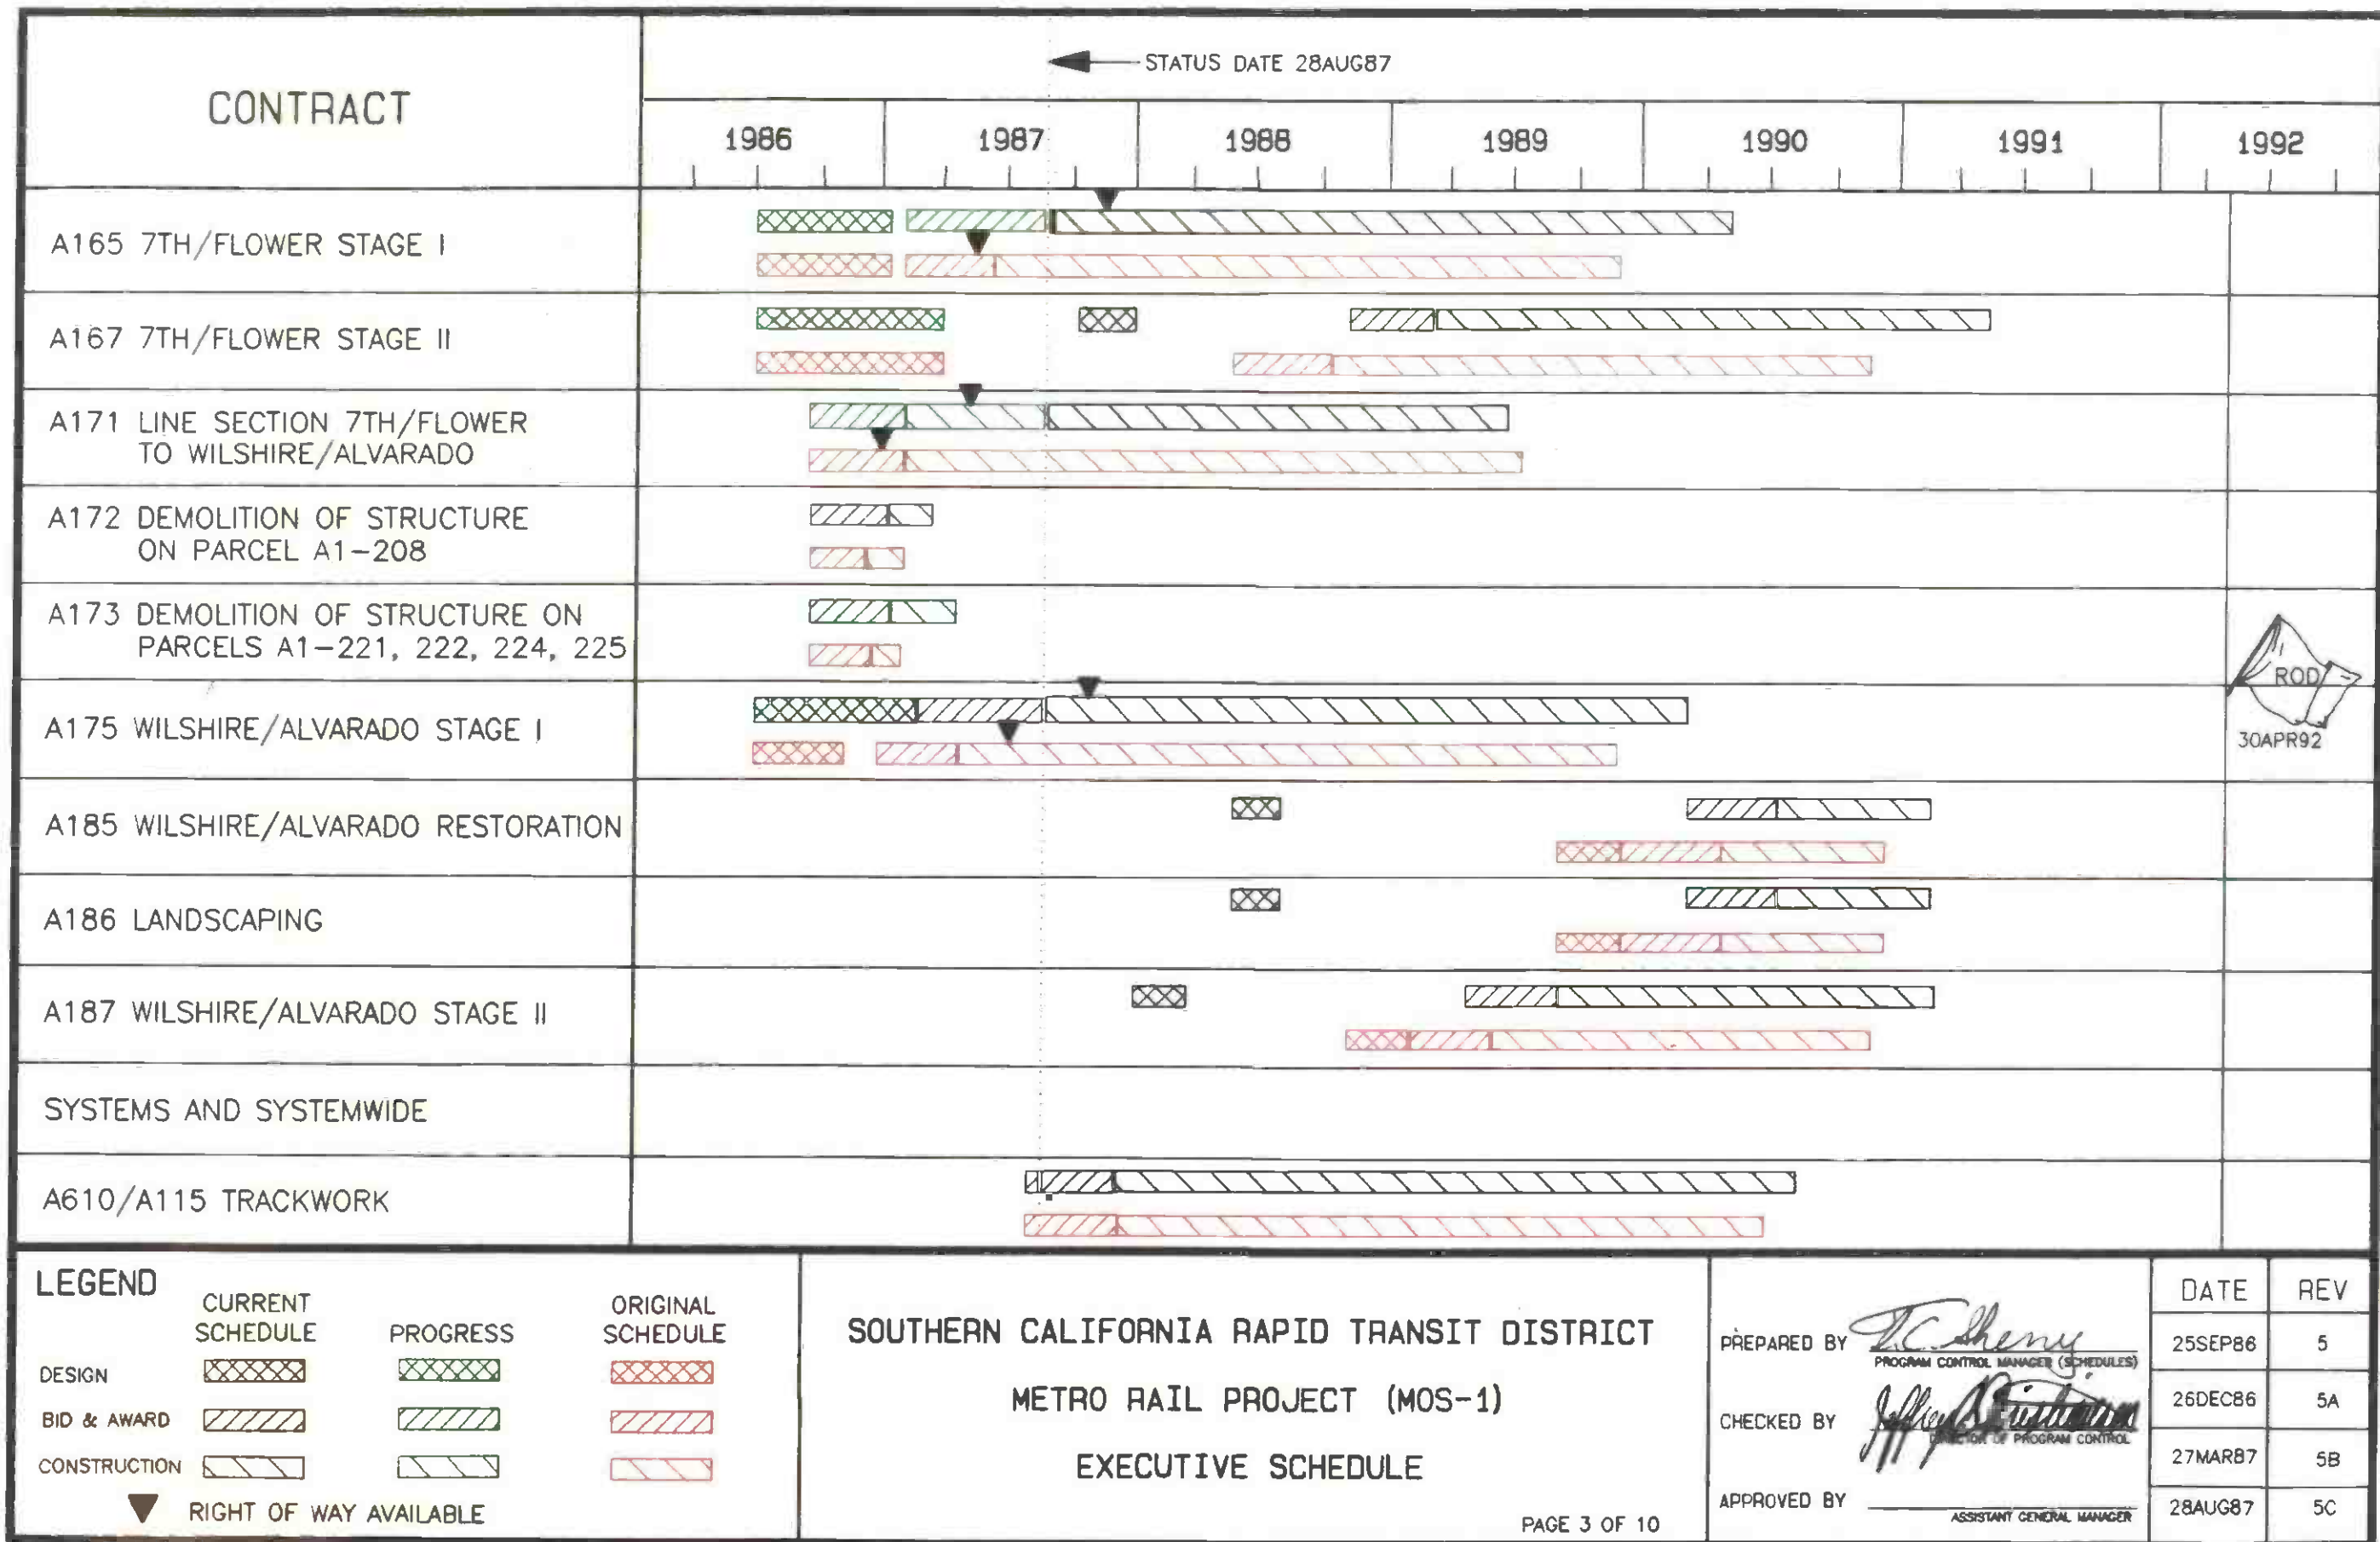 STATUS DATE 28AUG87
CONTRACT
1986 1987 1988 1989 1990 1991 1992
A165 7TH/FLOWER STAGE I
A167 7TH/FLOWER STAGE II
A171 LINE SECTION 7TH/FLOWER
TO WILSHIRE/ALVARADO
A172 DEMOLITION OF STRUCTURE
ON PARCEL A1-208
A173 DEMOLITION OF STRUCTURE ON
PARCELS A1-221, 222, 224, 225
ROD
30APR92
A175 WILSHIRE/ALVARADO STAGE I
A185 WILSHIRE/ALVARADO RESTORATION
A186 LANDSCAPING
A187 WILSHIRE/ALVARADO STAGE II
SYSTEMS AND SYSTEMWIDE
A610/A115 TRACKWORK
LEGEND
CURRENT
SCHEDULE
PROGRESS
ORIGINAL
SCHEDULE
DESIGN
BID & AWARD
CONSTRUCTION
RIGHT OF WAY AVAILABLE
SOUTHERN CALIFORNIA RAPID TRANSIT DISTRICT
METRO RAIL PROJECT (MOS-1)
EXECUTIVE SCHEDULE
PAGE 3 OF 10
PREPARED BY
PROGRAM CONTROL MANAGER (SCHEDULES)
CHECKED BY
DIRECTOR OF PROGRAM CONTROL
APPROVED BY
ASSISTANT GENERAL MANAGER
DATE REV
25SEP86 5
26DEC86 5A
27MAR87 5B
28AUG87 5C